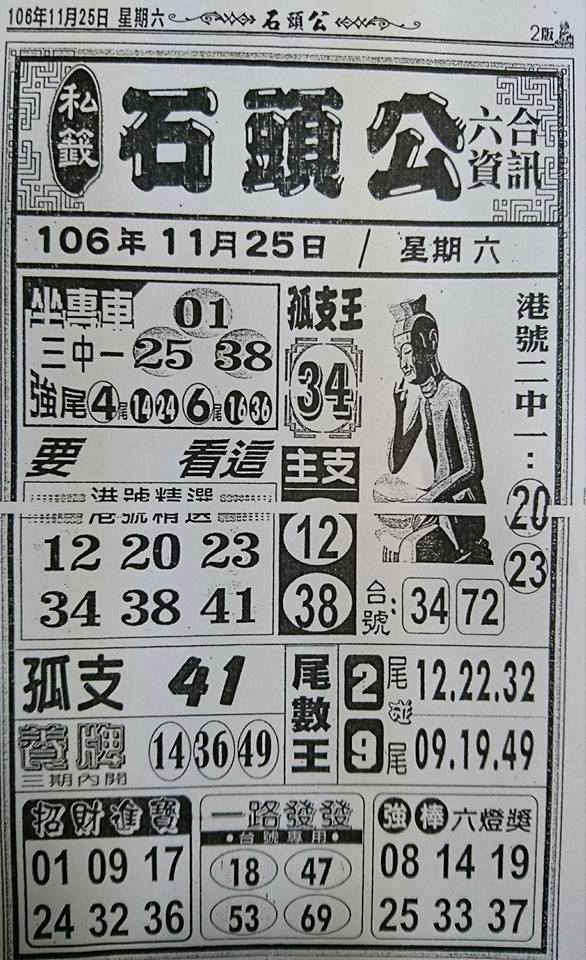 106年11月25日 星期六
石頭公
2版
私籤
石頭公
六合
資訊
106年11月25日 / 星期六
坐專車
01
三中一 25 38
強尾 4尾 14 24 6尾 16 36
孤支王
34
港號二中一:
20
23
要看這
港號精選
港號精選
12 20 23
34 38 41
主支
12
38
台號: 34 72
孤支 41
養牌
三期內開
14 36 49
尾數王
2尾 12.22.32
碰
9尾 09.19.49
招財進寶
01 09 17
24 32 36
一路發發
•台號專用•
18 47
53 69
強棒六燈獎
08 14 19
25 33 37